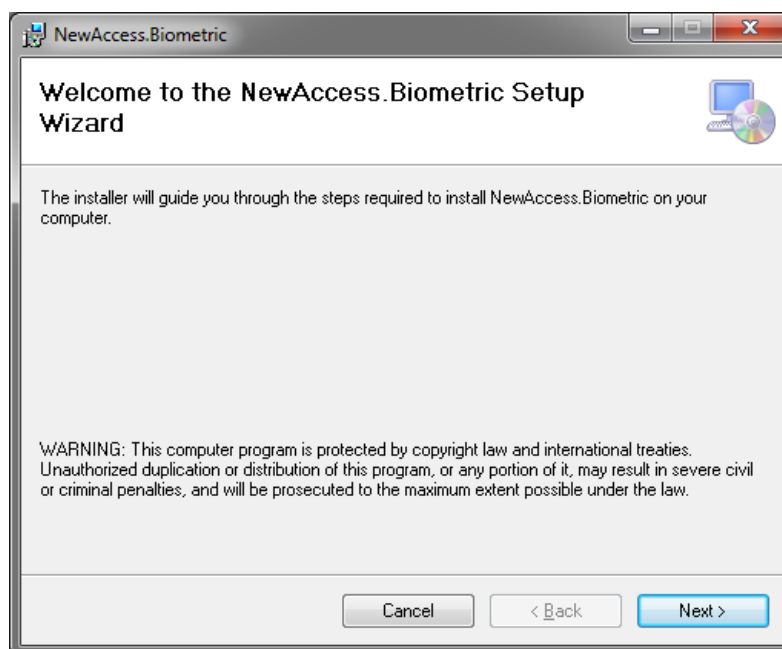 NewAccess.Biometric
Welcome to the NewAccess.Biometric Setup
Wizard
The installer will guide you through the steps required to install NewAccess.Biometric on your
computer.
WARNING: This computer program is protected by copyright law and international treaties.
Unauthorized duplication or distribution of this program, or any portion of it, may result in severe civil
or criminal penalties, and will be prosecuted to the maximum extent possible under the law.
Cancel
< Back
Next >